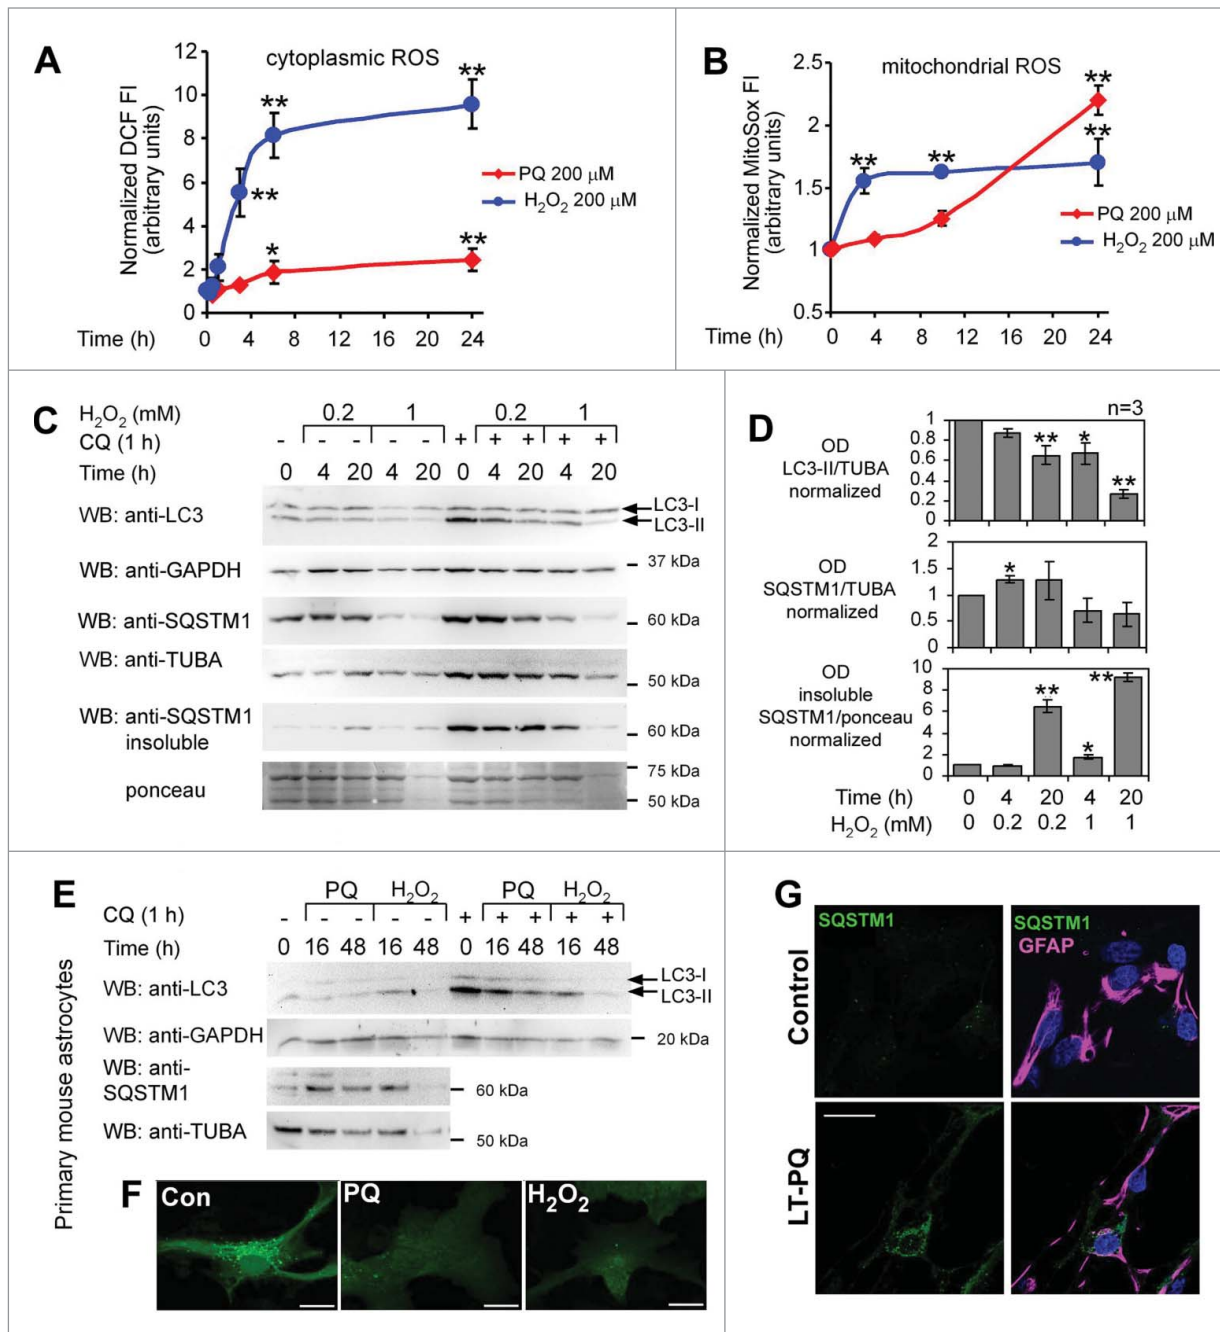 A
cytoplasmic ROS
Normalized DCF FI
(arbitrary units)
12
10
8
6
4
2
0
**
**
**
*
**
PQ 200 μM
H₂O₂ 200 μM
Time (h)
0 4 8 12 16 20 24
B
mitochondrial ROS
Normalized MitoSox FI
(arbitrary units)
2.5
2
1.5
1
0.5
**
**
**
**
PQ 200 μM
H₂O₂ 200 μM
Time (h)
0 4 8 12 16 20 24
C
H₂O₂ (mM) 0.2 1 0.2 1
CQ (1 h) - - - - - + + + + +
Time (h) 0 4 20 4 20 0 4 20 4 20
WB: anti-LC3
LC3-I
LC3-II
WB: anti-GAPDH
37 kDa
WB: anti-SQSTM1
60 kDa
WB: anti-TUBA
50 kDa
WB: anti-SQSTM1
insoluble
60 kDa
ponceau
75 kDa
50 kDa
D
n=3
OD
LC3-II/TUBA
normalized
1
0.8
0.6
0.4
0.2
0
** * **
OD
SQSTM1/TUBA
normalized
2
1.5
1
0.5
0
*
OD
insoluble
SQSTM1/ponceau
normalized
10
8
6
4
2
0
** * **
Time (h) 0 4 20 4 20
H₂O₂ (mM) 0 0.2 0.2 1 1
E
Primary mouse astrocytes
PQ H₂O₂ PQ H₂O₂
CQ (1 h) - - - - - + + + + +
Time (h) 0 16 48 16 48 0 16 48 16 48
WB: anti-LC3
LC3-I
LC3-II
WB: anti-GAPDH
20 kDa
WB: anti-
SQSTM1
60 kDa
WB: anti-TUBA
50 kDa
F
Con
PQ
H₂O₂
G
SQSTM1
SQSTM1
GFAP
Control
LT-PQ